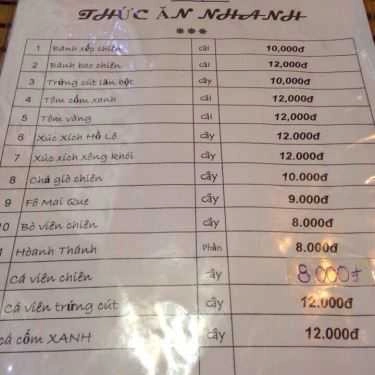 THỨC ĂN NHANH
1 Bánh xếp chiên cái 10,000đ
2 Bánh bao chiên cái 12,000đ
3 Trứng cút lăn bột cây 10,000đ
4 Tôm cốm xanh cái 12,000đ
5 Tôm vàng cái 12.000đ
6 Xúc Xích Hồ Lô cây 12.000đ
7 Xúc xích xông khói cây 12.000đ
8 Chả giò chiên cây 10.000đ
9 Fô Mai Que cây 9.000đ
10 Bò viên chiên cây 8.000đ
1 Hòanh Thánh Phần 8.000đ
Cá viên chiên cây 8.000đ
Cá viên trứng cút cây 12.000đ
cá cốm XANH cây 12.000đ